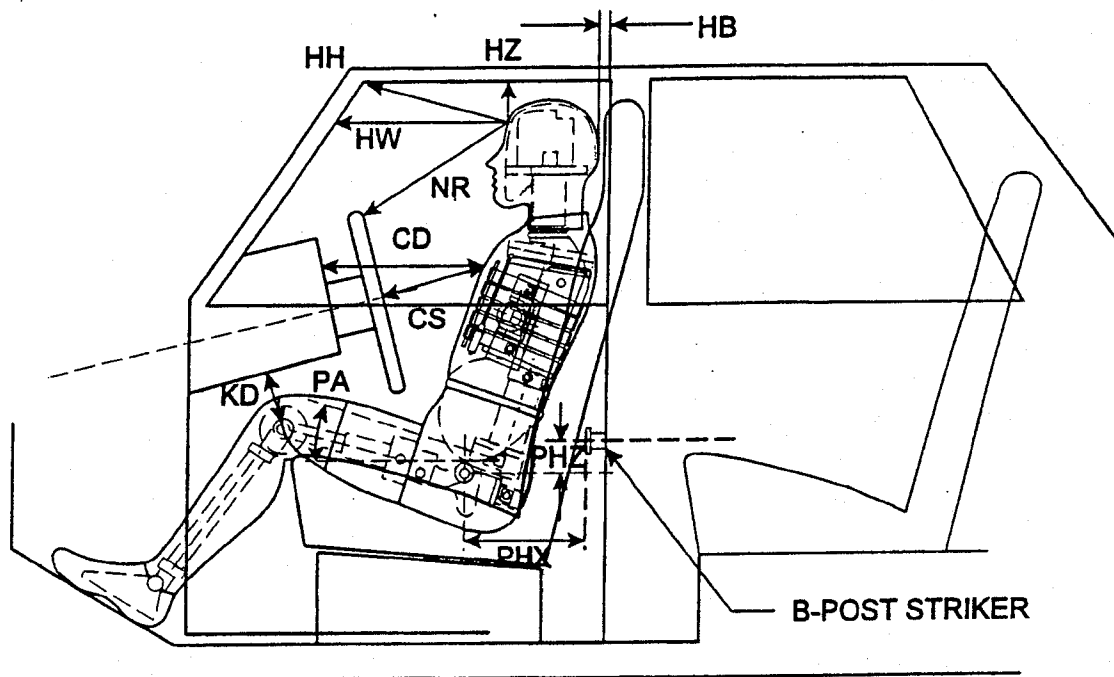 HB
HZ
HH
HW
NR
CD
CS
KD
PA
PHZ
PHX
B-POST STRIKER